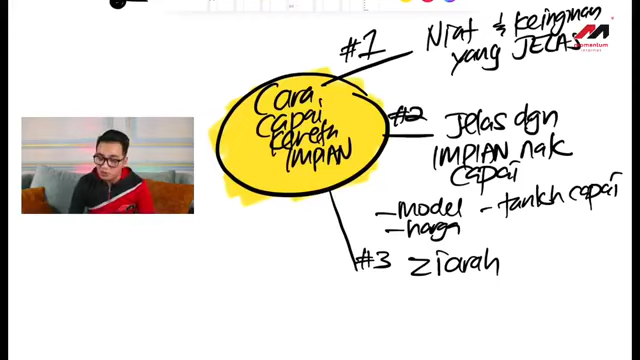 #1
Niat & Keinginan
yang JELAS
momentum
internet
Cara
capai
kereta
IMPIAN
#2
Jelas dgn
IMPIAN nak
capai
- model
- harga
- tarikh capai
#3
ziarah